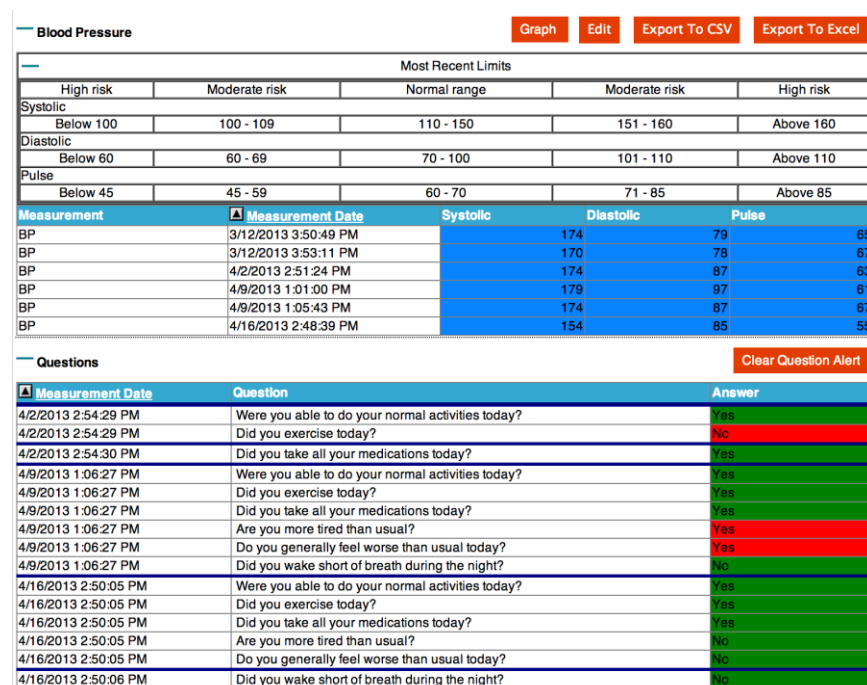 Blood Pressure Graph Edit Export To CSV Export To Excel
Most Recent Limits
High risk Moderate risk Normal range Moderate risk High risk
Systolic
Below 100 100 - 109 110 - 150 151 - 160 Above 160
Diastolic
Below 60 60 - 69 70 - 100 101 - 110 Above 110
Pulse
Below 45 45 - 59 60 - 70 71 - 85 Above 85
Measurement Measurement Date Systolic Diastolic Pulse
BP 3/12/2013 3:50:49 PM 174 79 65
BP 3/12/2013 3:53:11 PM 170 78 67
BP 4/2/2013 2:51:24 PM 174 87 63
BP 4/9/2013 1:01:00 PM 179 97 61
BP 4/9/2013 1:05:43 PM 174 87 67
BP 4/16/2013 2:48:39 PM 154 85 55
Questions Clear Question Alert
Measurement Date Question Answer
4/2/2013 2:54:29 PM Were you able to do your normal activities today? Yes
4/2/2013 2:54:29 PM Did you exercise today? No
4/2/2013 2:54:30 PM Did you take all your medications today? Yes
4/9/2013 1:06:27 PM Were you able to do your normal activities today? Yes
4/9/2013 1:06:27 PM Did you exercise today? Yes
4/9/2013 1:06:27 PM Did you take all your medications today? Yes
4/9/2013 1:06:27 PM Are you more tired than usual? Yes
4/9/2013 1:06:27 PM Do you generally feel worse than usual today? Yes
4/9/2013 1:06:27 PM Did you wake short of breath during the night? No
4/16/2013 2:50:05 PM Were you able to do your normal activities today? Yes
4/16/2013 2:50:05 PM Did you exercise today? Yes
4/16/2013 2:50:05 PM Did you take all your medications today? Yes
4/16/2013 2:50:05 PM Are you more tired than usual? No
4/16/2013 2:50:05 PM Do you generally feel worse than usual today? No
4/16/2013 2:50:06 PM Did you wake short of breath during the night? No